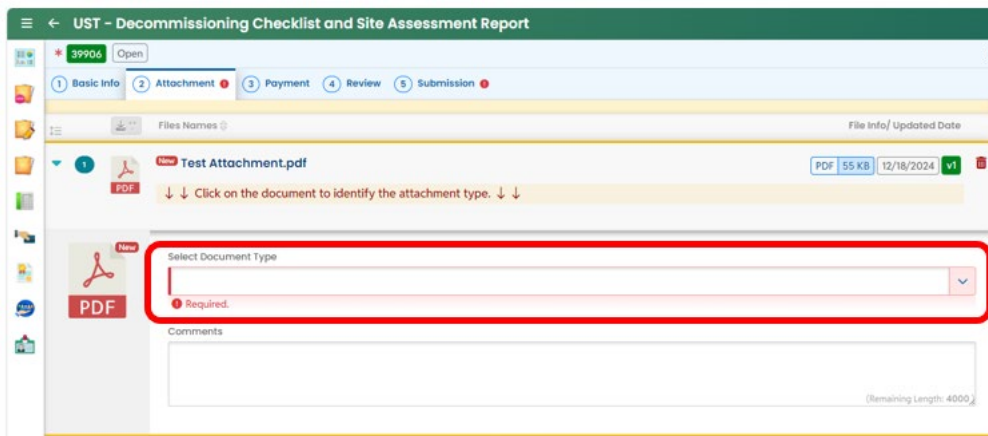 UST - Decommissioning Checklist and Site Assessment Report
* 39906 Open
1 Basic Info 2 Attachment 3 Payment 4 Review 5 Submission
Files Names File Info/ Updated Date
1 PDF New Test Attachment.pdf PDF 55 KB 12/18/2024 v1
↓ ↓ Click on the document to identify the attachment type. ↓ ↓
New
PDF
Select Document Type
Required.
Comments
(Remaining Length: 4000)